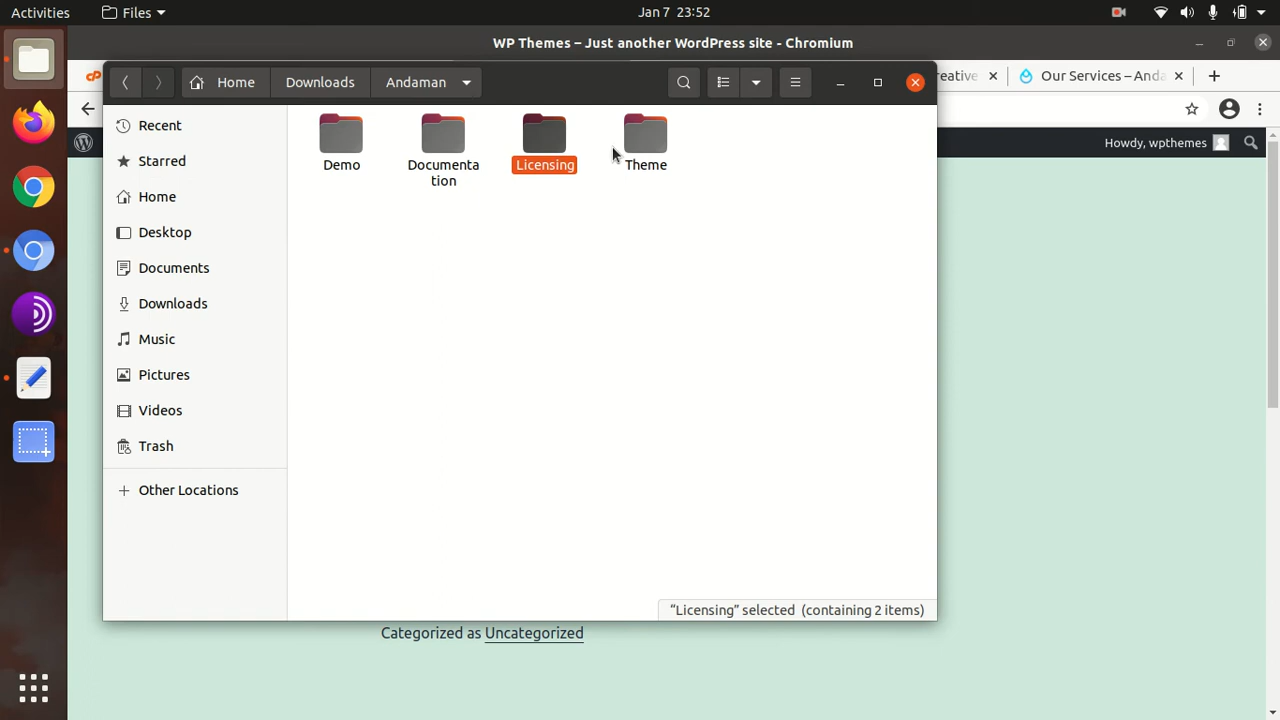 Activities
Files
Jan 7 23:52
WP Themes – Just another WordPress site - Chromium
cP
Home
Downloads
Andaman
reative
Our Services – Anda
Howdy, wpthemes
Recent
Starred
Home
Desktop
Documents
Downloads
Music
Pictures
Videos
Trash
Other Locations
Demo
Documenta
tion
Licensing
Theme
“Licensing” selected (containing 2 items)
Categorized as Uncategorized